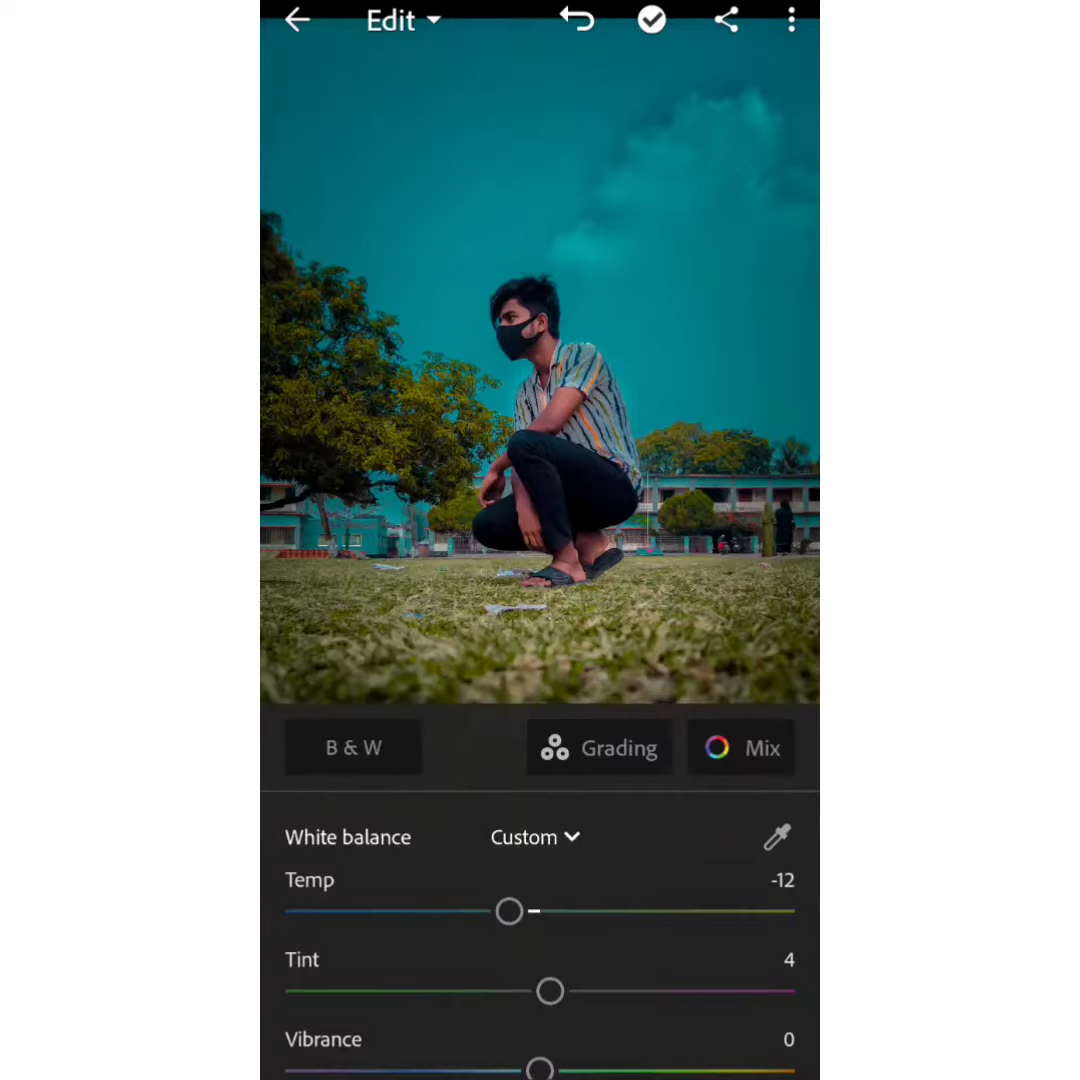 Edit
B & W Grading Mix
White balance Custom
Temp -12
Tint 4
Vibrance 0